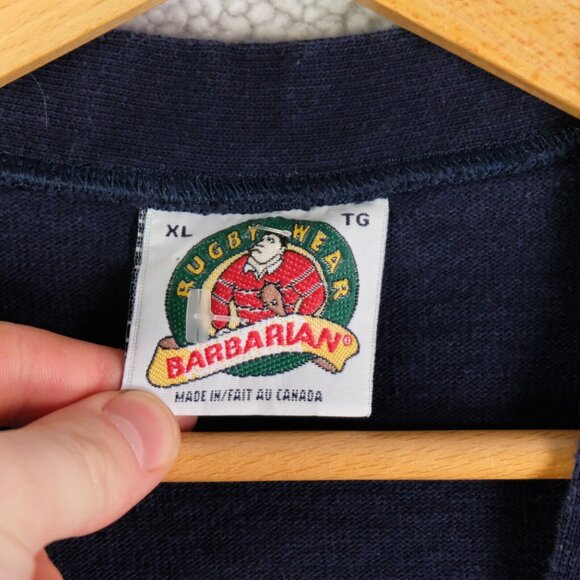 XL TG
RUGBY WEAR
BARBARIAN®
MADE IN/FAIT AU CANADA